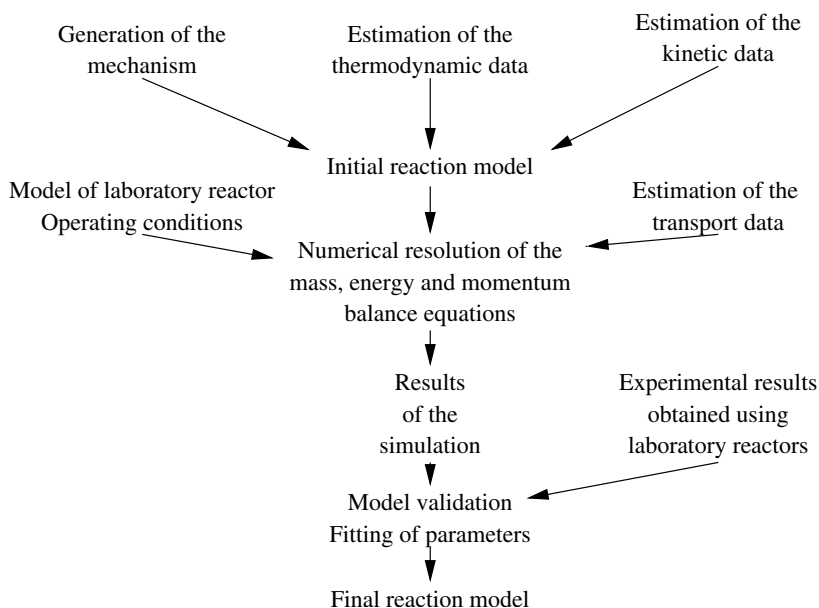 Generation of the
mechanism
Estimation of the
thermodynamic data
Estimation of the
kinetic data
Initial reaction model
Model of laboratory reactor
Operating conditions
Estimation of the
transport data
Numerical resolution of the
mass, energy and momentum
balance equations
Results
of the
simulation
Experimental results
obtained using
laboratory reactors
Model validation
Fitting of parameters
Final reaction model